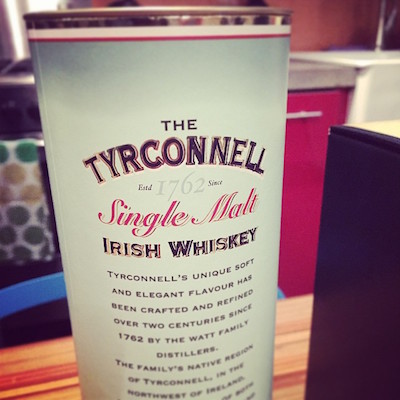 THE
TYRCONNELL
Estd 1762 Since
Single Malt
IRISH WHISKEY
TYRCONNELL'S UNIQUE SOFT
AND ELEGANT FLAVOUR HAS
BEEN CRAFTED AND REFINED
OVER TWO CENTURIES SINCE
1762 BY THE WATT FAMILY
DISTILLERS.
THE FAMILY'S NATIVE REGION
OF TYRCONNELL, IN THE
NORTHWEST OF IRELAND,
OF BOTH